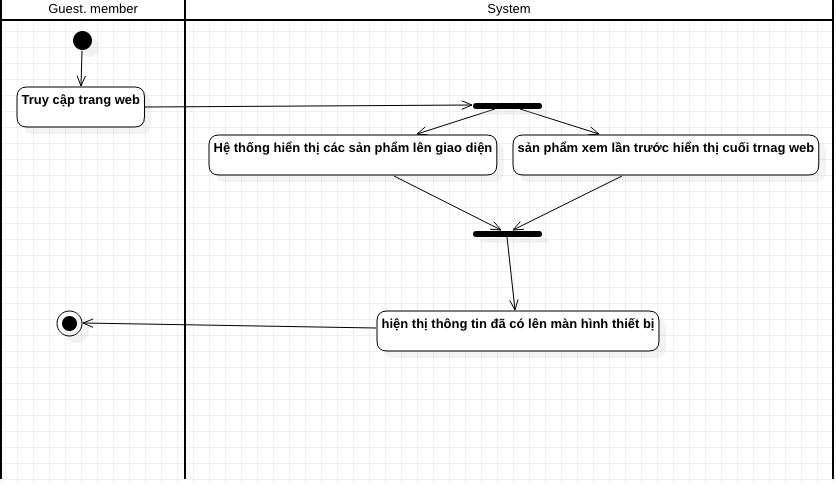 Guest. member
System
Truy cập trang web
Hệ thống hiển thị các sản phẩm lên giao diện
sản phẩm xem lần trước hiển thị cuối trnag web
hiện thị thông tin đã có lên màn hình thiết bị